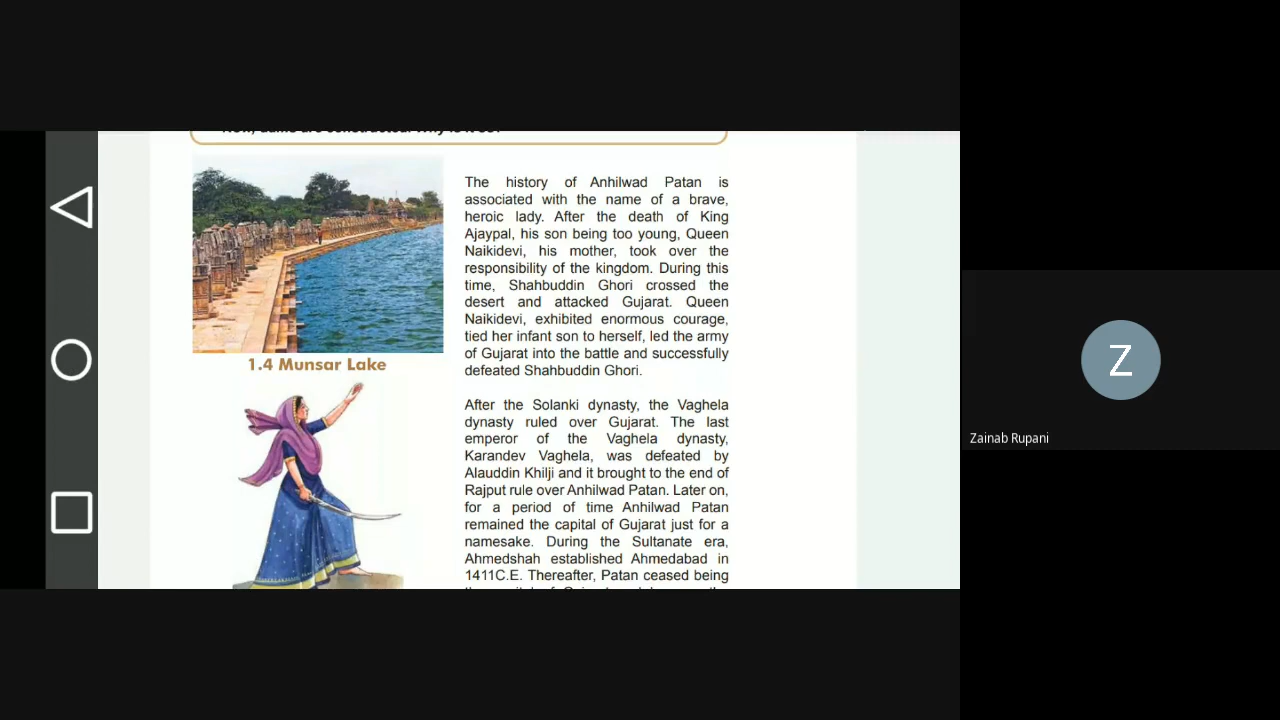 The history of Anhilwad Patan is
associated with the name of a brave,
heroic lady. After the death of King
Ajaypal, his son being too young, Queen
Naikidevi, his mother, took over the
responsibility of the kingdom. During this
time, Shahbuddin Ghori crossed the
desert and attacked Gujarat. Queen
Naikidevi, exhibited enormous courage,
tied her infant son to herself, led the army
of Gujarat into the battle and successfully
defeated Shahbuddin Ghori.
1.4 Munsar Lake
After the Solanki dynasty, the Vaghela
dynasty ruled over Gujarat. The last
emperor of the Vaghela dynasty,
Karandev Vaghela, was defeated by
Alauddin Khilji and it brought to the end of
Rajput rule over Anhilwad Patan. Later on,
for a period of time Anhilwad Patan
remained the capital of Gujarat just for a
namesake. During the Sultanate era,
Ahmedshah established Ahmedabad in
1411C.E. Thereafter, Patan ceased being
Z
Zainab Rupani